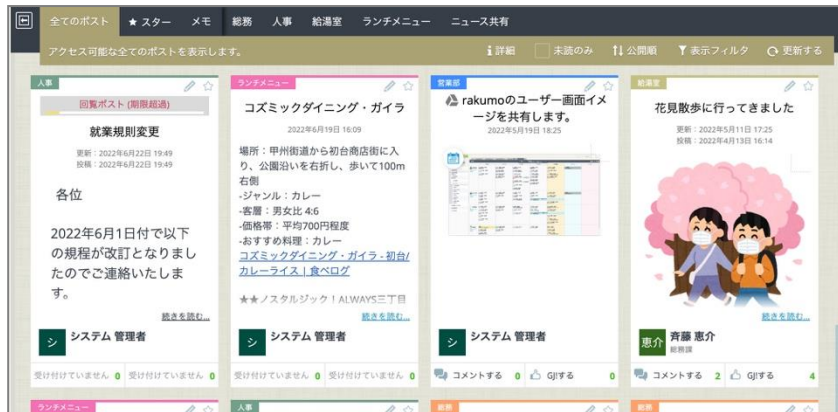 全てのポスト ★ スター メモ 総務 人事 給湯室 ランチメニュー ニュース共有
アクセス可能な全てのポストを表示します。 詳細 未読のみ 公開順 表示フィルタ 更新する
人事
回覧ポスト (期限超過)
就業規則変更
更新：2022年6月22日 19:49
投稿：2022年6月22日 19:49
各位
2022年6月1日付で以下
の規程が改訂となりまし
たのでご連絡いたしま
す。
続きを読む...
シ システム 管理者
受け付けていません 0 受け付けていません 0
ランチメニュー
コズミックダイニング・ガイラ
2022年6月19日 16:09
場所：甲州街道から初台商店街に入
り、公園沿いを右折し、歩いて100m
右側
-ジャンル：カレー
-客層：男女比 4:6
-価格帯：平均700円程度
-おすすめ料理：カレー
コズミックダイニング・ガイラ - 初台/
カレーライス | 食べログ
★★ノスタルジック！ALWAYS三丁目
続きを読む...
シ システム 管理者
受け付けていません 0 受け付けていません 0
営業部
rakumoのユーザー画面イメ
ージを共有します。
2022年5月19日 18:25
シ システム 管理者
コメントする 0 GJ!する 0
給湯室
花見散歩に行ってきました
更新：2022年5月11日 17:25
投稿：2022年4月13日 16:14
続きを読む...
恵介 斉藤 恵介
総務課
コメントする 2 GJ!する 4
ランチメニュー 人事 総務 総務